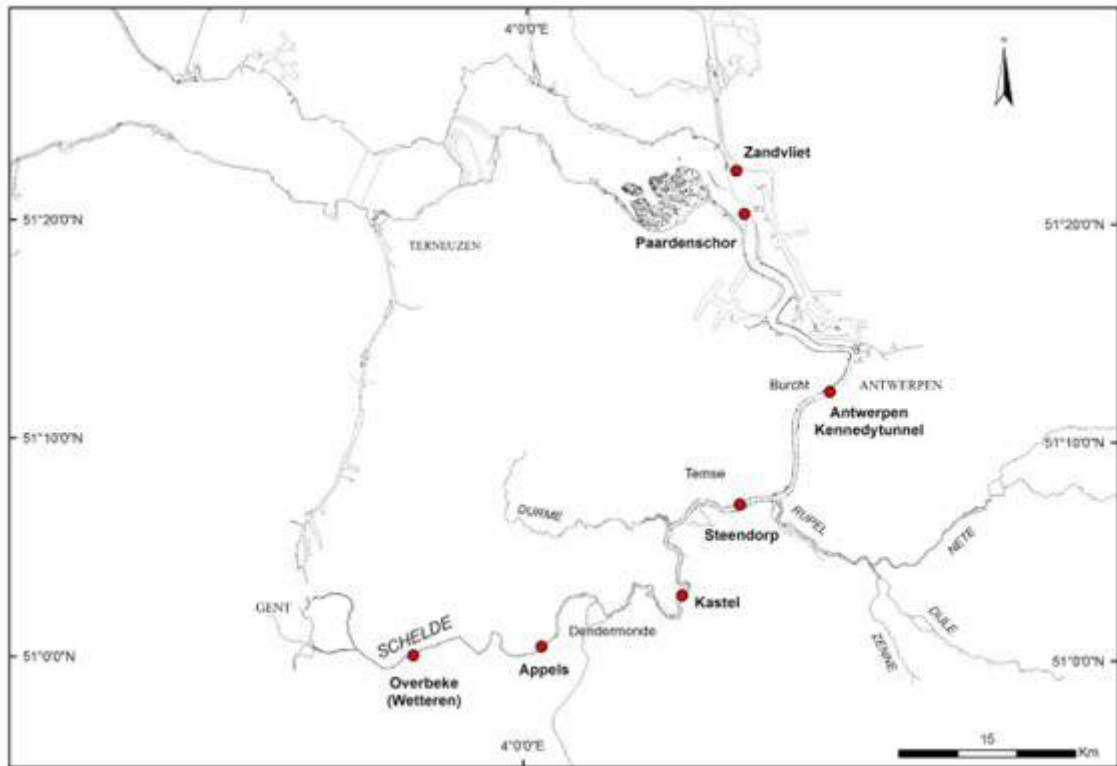 4°0'0"E
N
Zandvliet
51°20'0"N
51°20'0"N
Paardenschor
TERNEUZEN
Burcht
ANTWERPEN
Antwerpen
Kennedytunnel
51°10'0"N
51°10'0"N
Temse
DURME
RUPEL
NETE
Steendorp
Kastel
GENT
SCHELDE
Dendermonde
DIJLE
ZENNE
51°0'0"N
51°0'0"N
Appels
Overbeke
(Wetteren)
4°0'0"E
15
Km